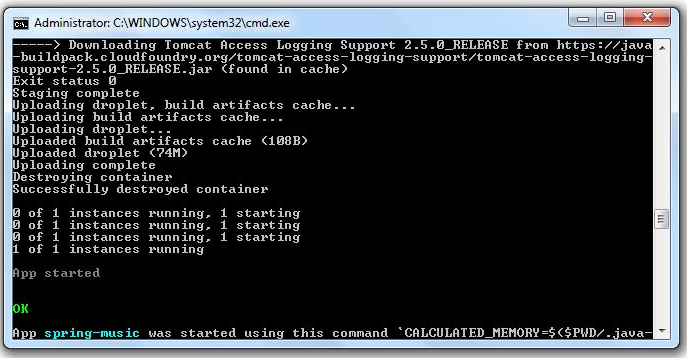 Administrator: C:\WINDOWS\system32\cmd.exe
-----> Downloading Tomcat Access Logging Support 2.5.0_RELEASE from https://java
-buildpack.cloudfoundry.org/tomcat-access-logging-support/tomcat-access-logging-
support-2.5.0_RELEASE.jar (found in cache)
Exit status 0
Staging complete
Uploading droplet, build artifacts cache...
Uploading build artifacts cache...
Uploading droplet...
Uploaded build artifacts cache (108B)
Uploaded droplet (74M)
Uploading complete
Destroying container
Successfully destroyed container
0 of 1 instances running, 1 starting
0 of 1 instances running, 1 starting
0 of 1 instances running, 1 starting
1 of 1 instances running
App started
OK
App spring-music was started using this command `CALCULATED_MEMORY=$($PWD/.java-